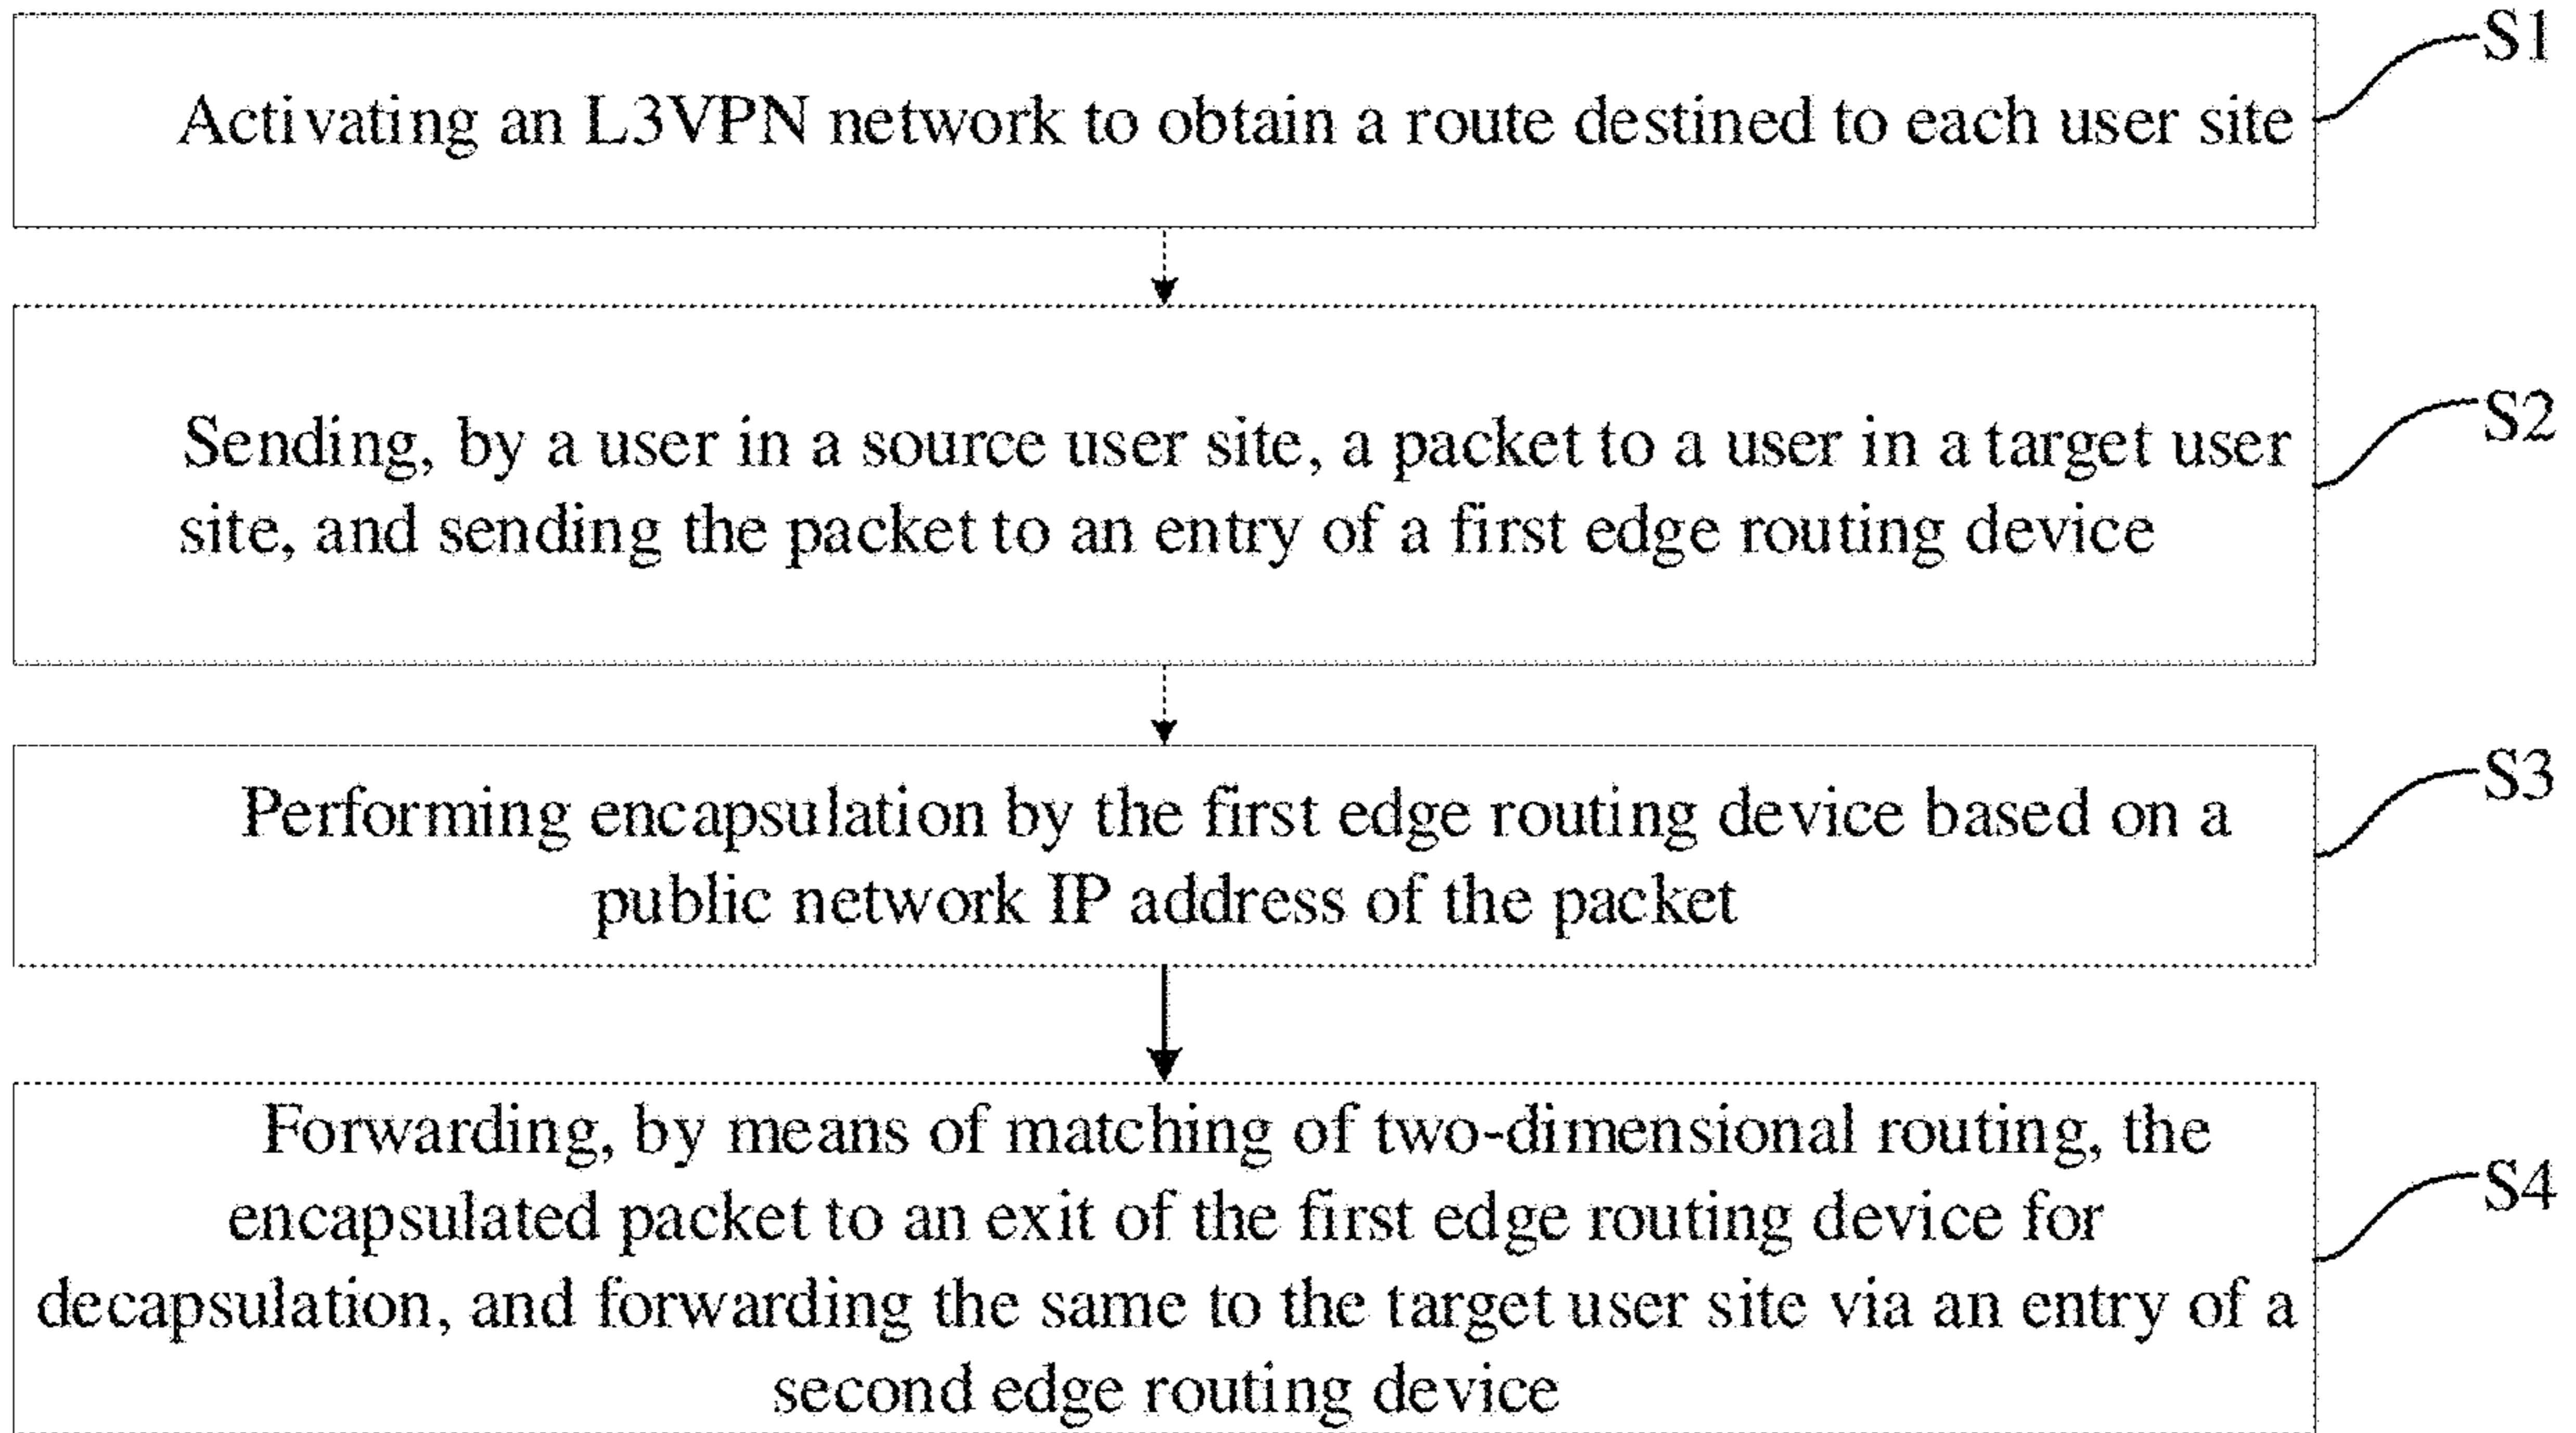 S1
Activating an L3VPN network to obtain a route destined to each user site
S2
Sending, by a user in a source user site, a packet to a user in a target user
site, and sending the packet to an entry of a first edge routing device
S3
Performing encapsulation by the first edge routing device based on a
public network IP address of the packet
Forwarding, by means of matching of two-dimensional routing, the
S4
encapsulated packet to an exit of the first edge routing device for
decapsulation, and forwarding the same to the target user site via an entry of a
second edge routing device